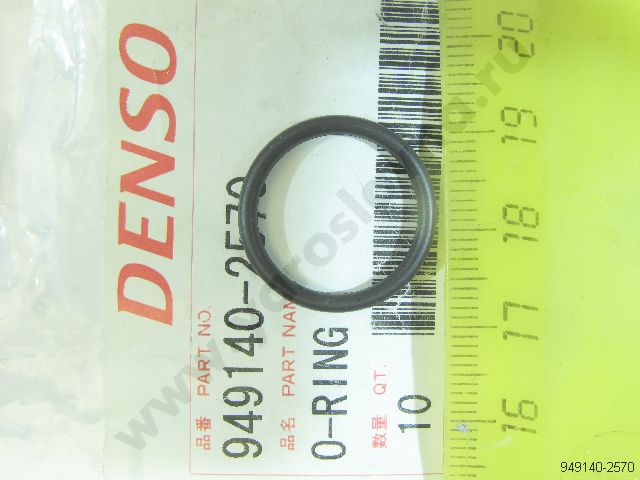 DENSO
品番 PART NO.
949140-2570
品名 PART NAM
O-RING
数量 QT.
10
16 17 18 19 20
949140-2570